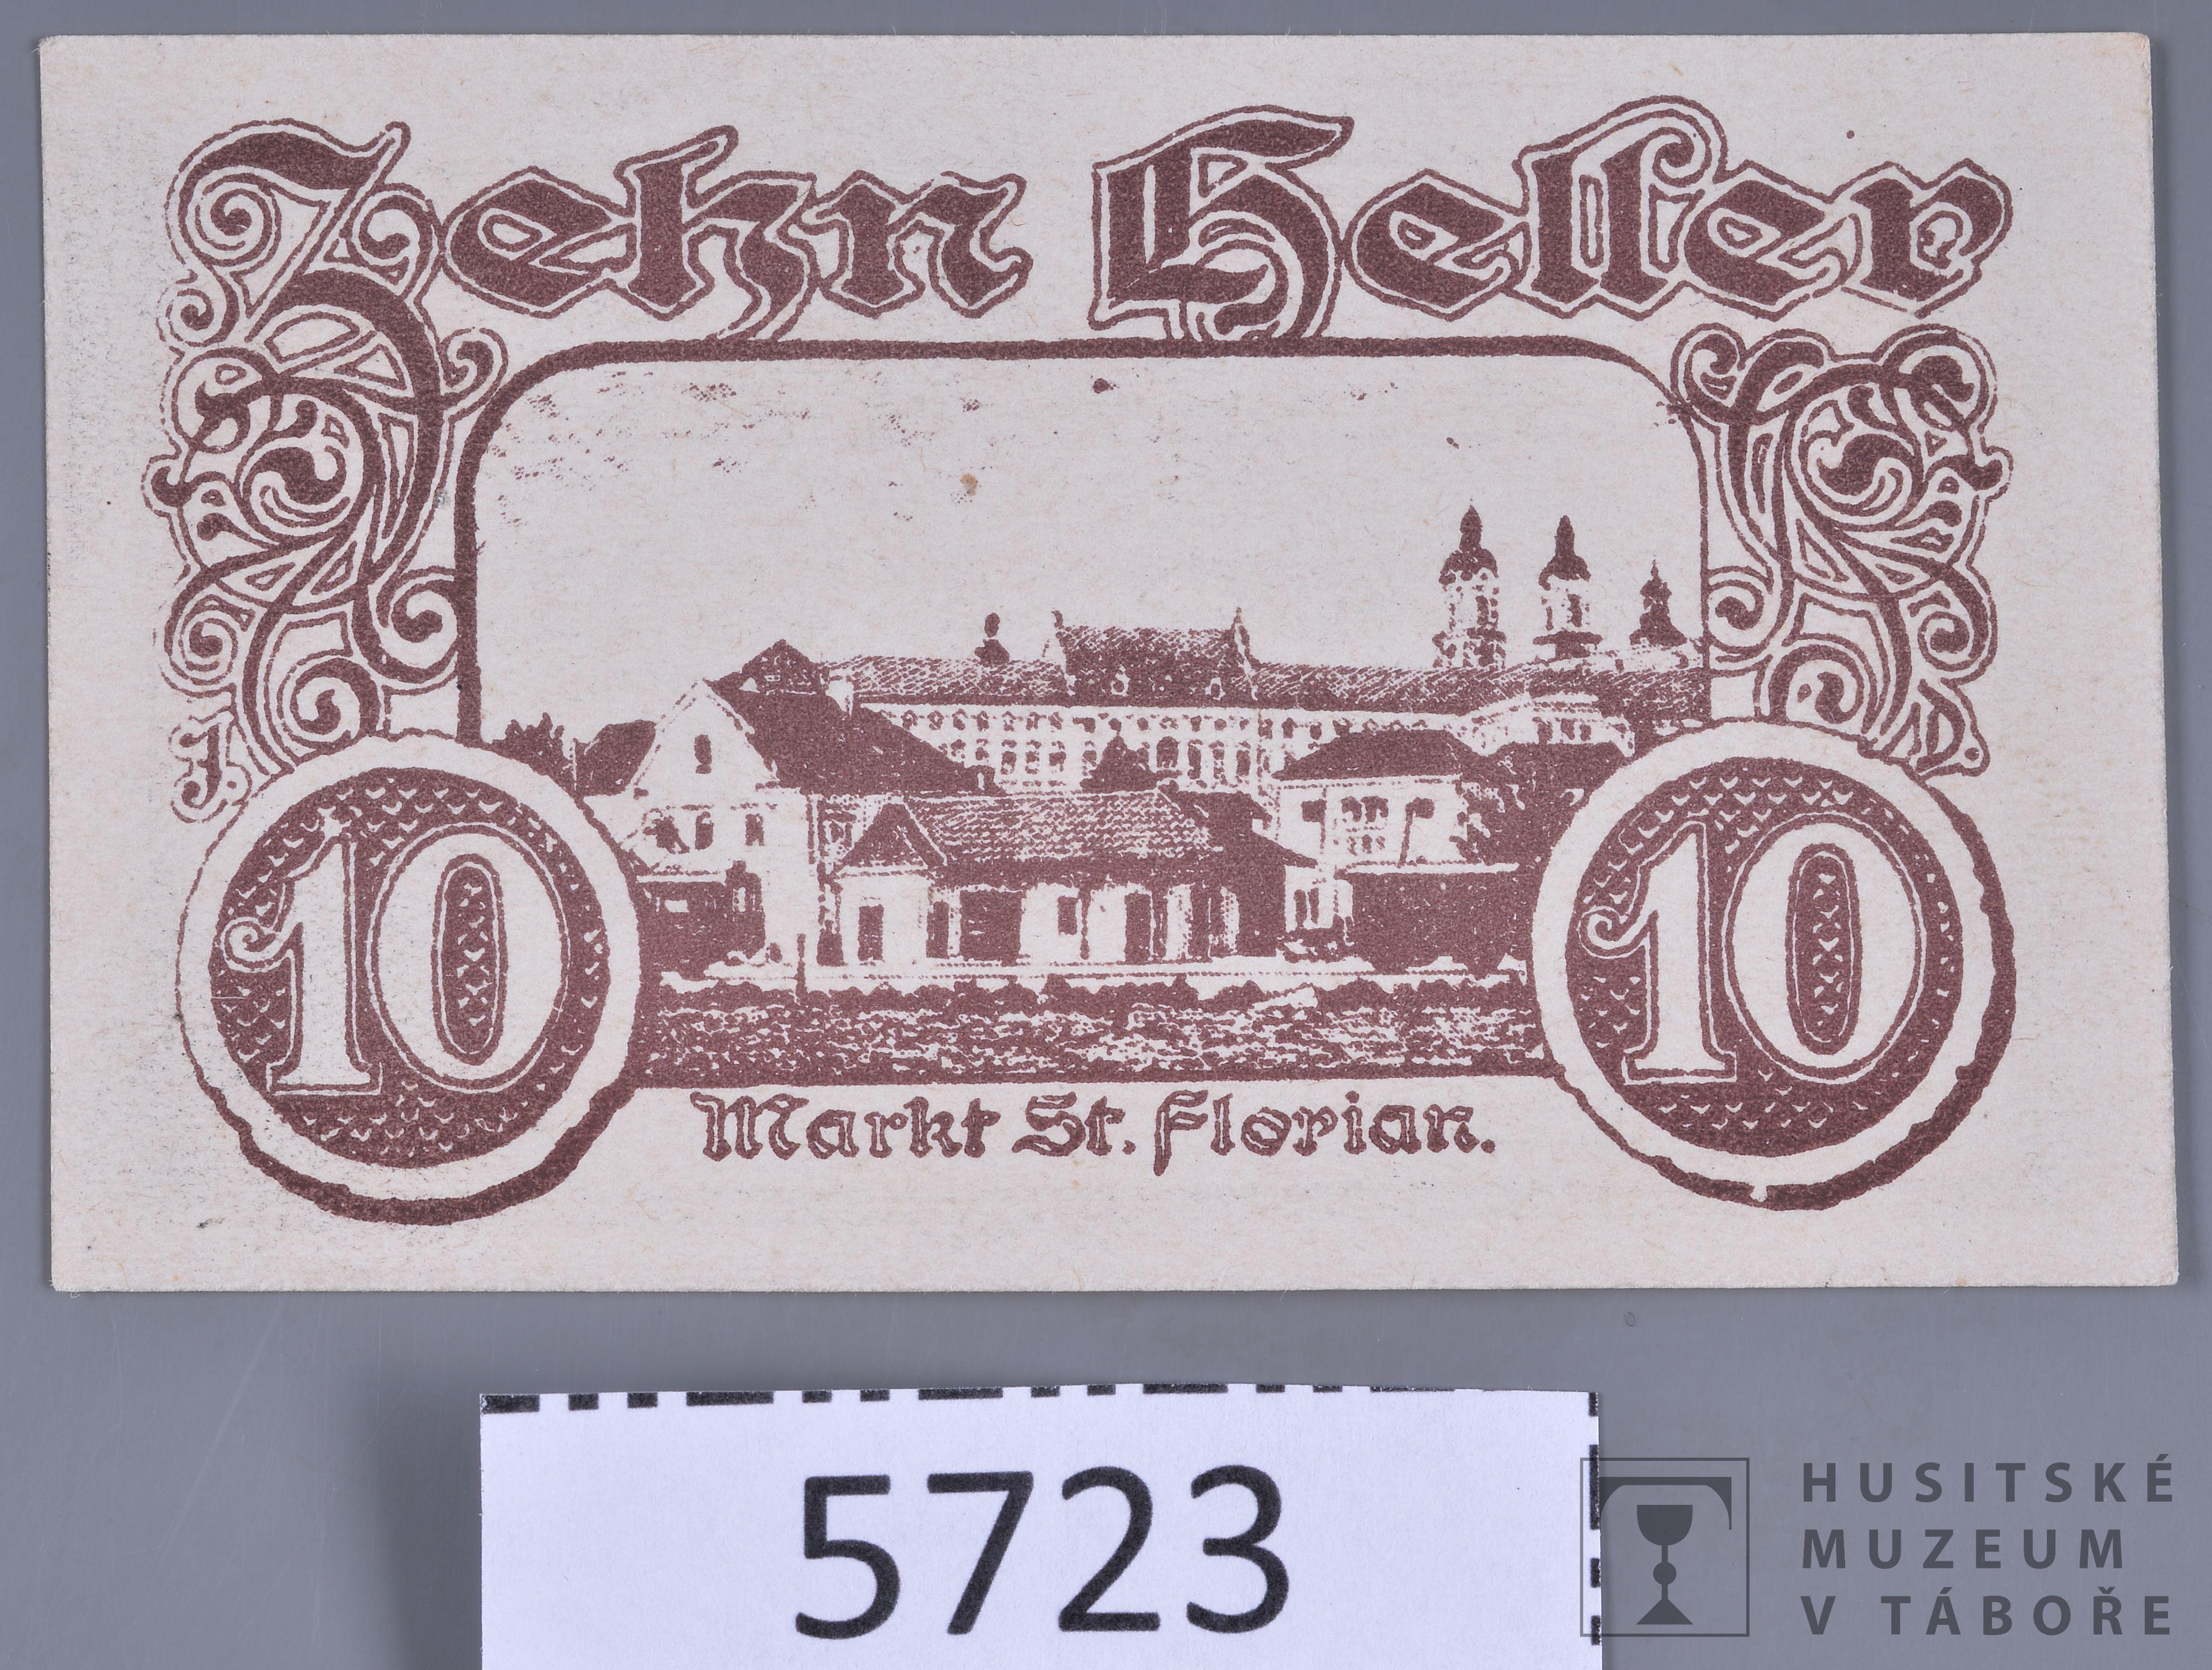 Zehn Heller
J. D.
10 10
Markt St. Florian.
5723
HUSITSKÉ
MUZEUM
V TÁBOŘE